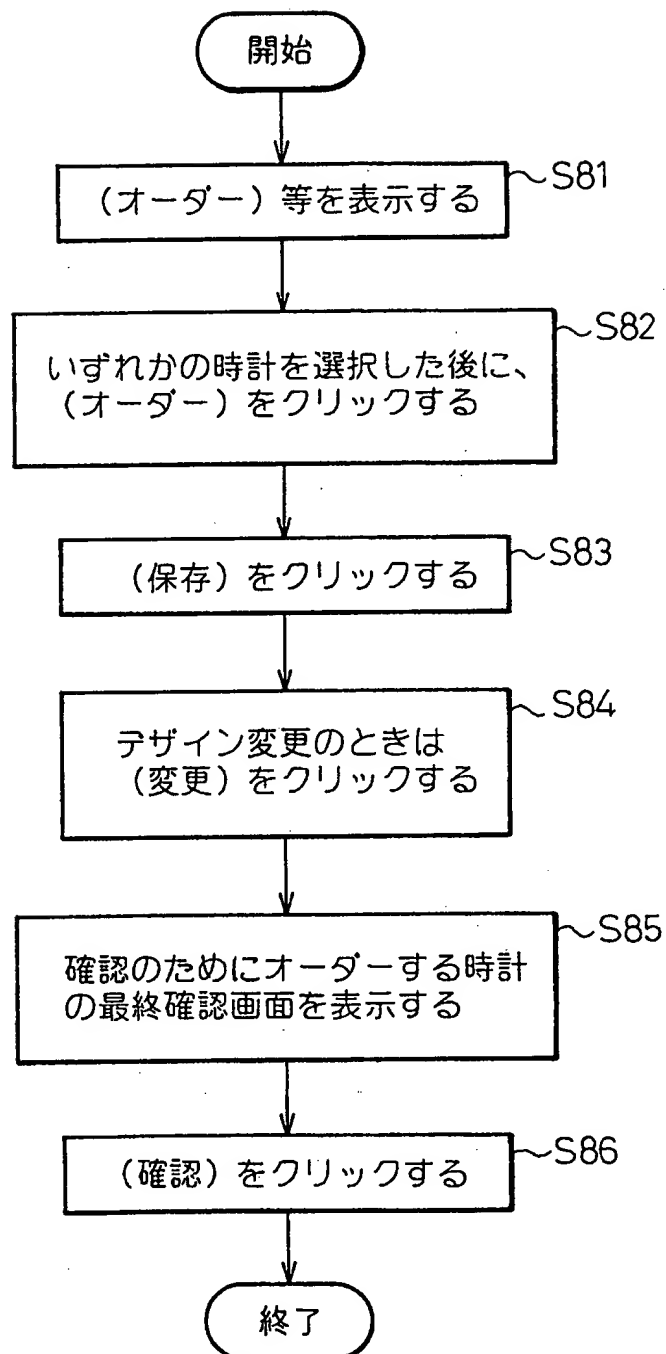 開始
(オーダー)等を表示する
S81
いずれかの時計を選択した後に、
(オーダー)をクリックする
S82
(保存)をクリックする
S83
デザイン変更のときは
(変更)をクリックする
S84
確認のためにオーダーする時計
の最終確認画面を表示する
S85
(確認)をクリックする
S86
終了